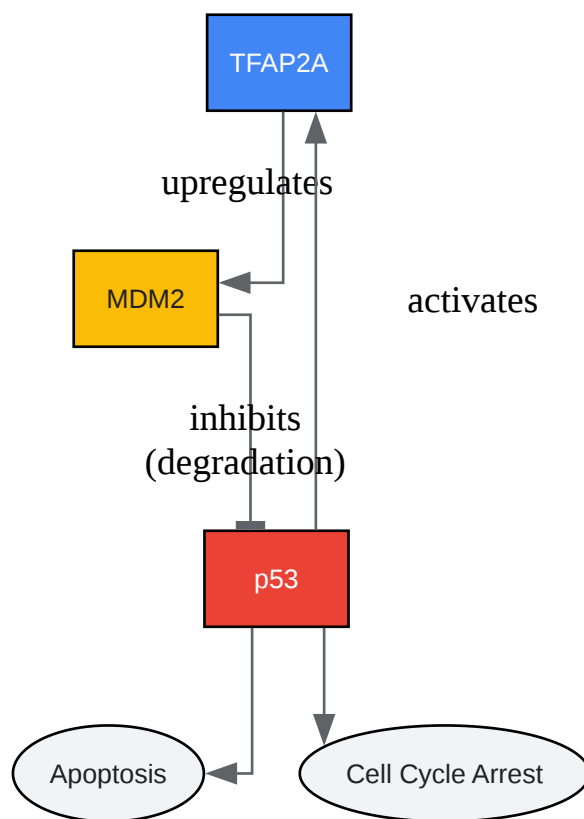 TFAP2A
upregulates
MDM2
activates
inhibits
(degradation)
p53
Apoptosis
Cell Cycle Arrest